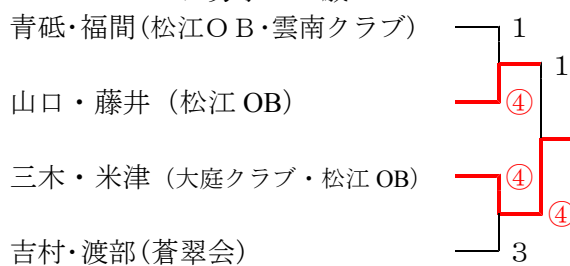 青砥・福間(松江ＯＢ・雲南クラブ) 1
1
山口・藤井 (松江 OB) ④
三木・米津 (大庭クラブ・松江 OB) ④
④
吉村・渡部(蒼翠会) 3